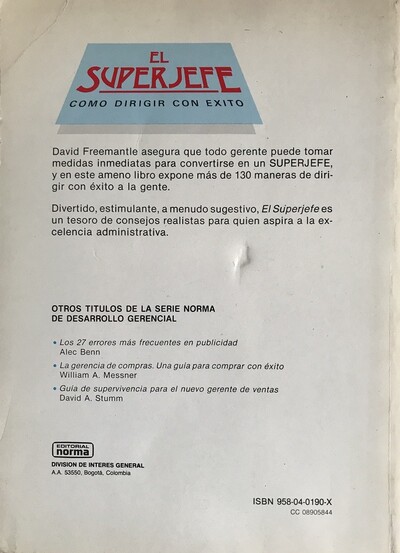 EL
SUPERJEFE
COMO DIRIGIR CON EXITO
David Freemantle asegura que todo gerente puede tomar
medidas inmediatas para convertirse en un SUPERJEFE,
y en este ameno libro expone más de 130 maneras de diri-
gir con éxito a la gente.
Divertido, estimulante, a menudo sugestivo, El Superjefe es
un tesoro de consejos realistas para quien aspira a la ex-
celencia administrativa.
OTROS TITULOS DE LA SERIE NORMA
DE DESARROLLO GERENCIAL
• Los 27 errores más frecuentes en publicidad
Alec Benn
• La gerencia de compras. Una guía para comprar con éxito
William A. Messner
• Guía de supervivencia para el nuevo gerente de ventas
David A. Stumm
EDITORIAL
norma
DIVISION DE INTERES GENERAL
A.A. 53550, Bogotá, Colombia
ISBN 958-04-0190-X
CC 08905844